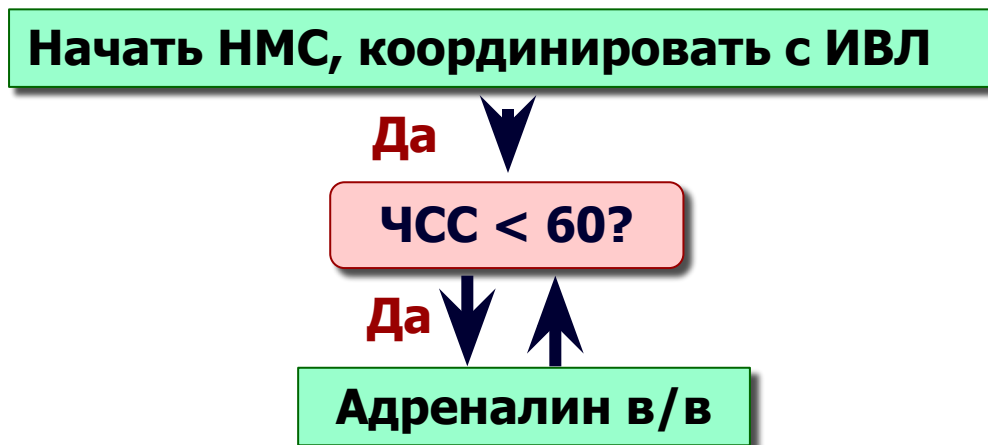 Начать НМС, координировать с ИВЛ
Да
ЧСС < 60?
Да
Адреналин в/в